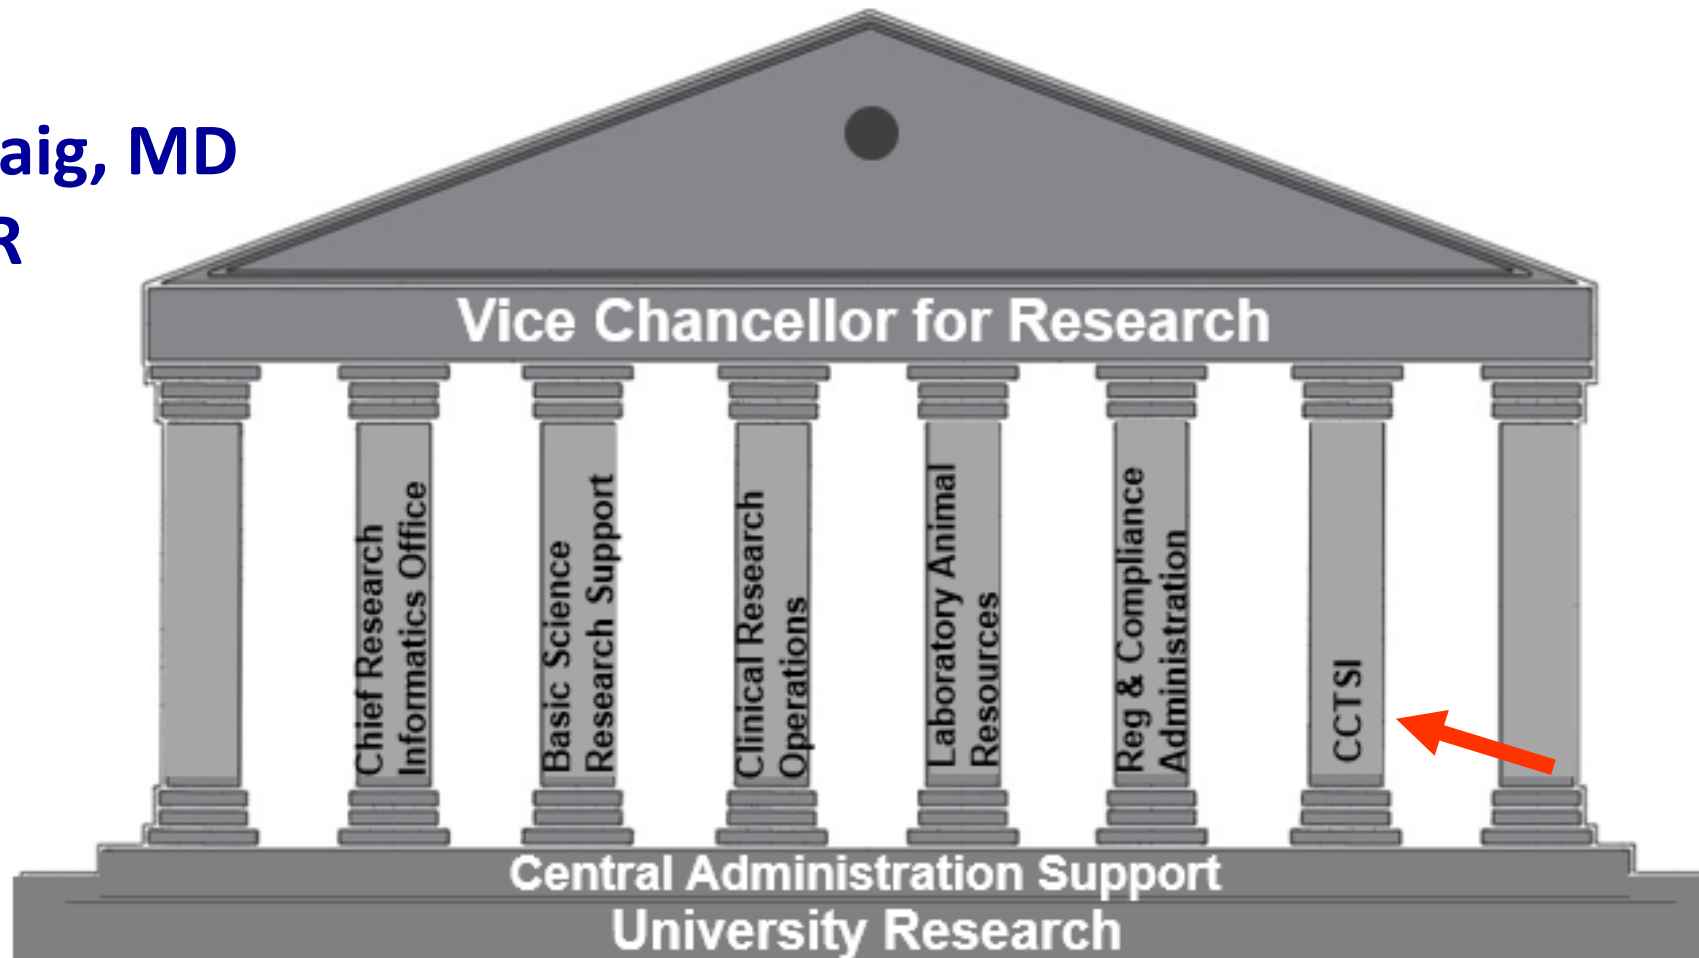 aig, MD
R
Vice Chancellor for Research
Chief Research
Informatics Office
Basic Science
Research Support
Clinical Research
Operations
Laboratory Animal
Resources
Reg & Compliance
Administration
CCTSI
Central Administration Support
University Research